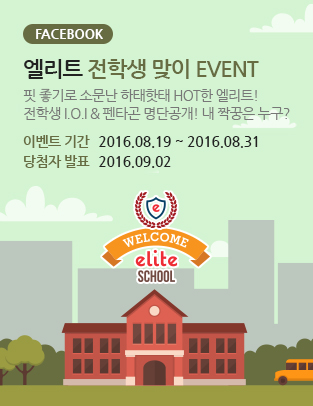 FACEBOOK
엘리트 전학생 맞이 EVENT
핏 좋기로 소문난 하태핫태 HOT한 엘리트!
전학생 I.O.I & 펜타곤 명단공개! 내 짝꿍은 누구?
이벤트 기간 2016.08.19 ~ 2016.08.31
당첨자 발표 2016.09.02
e
WELCOME
elite
SCHOOL